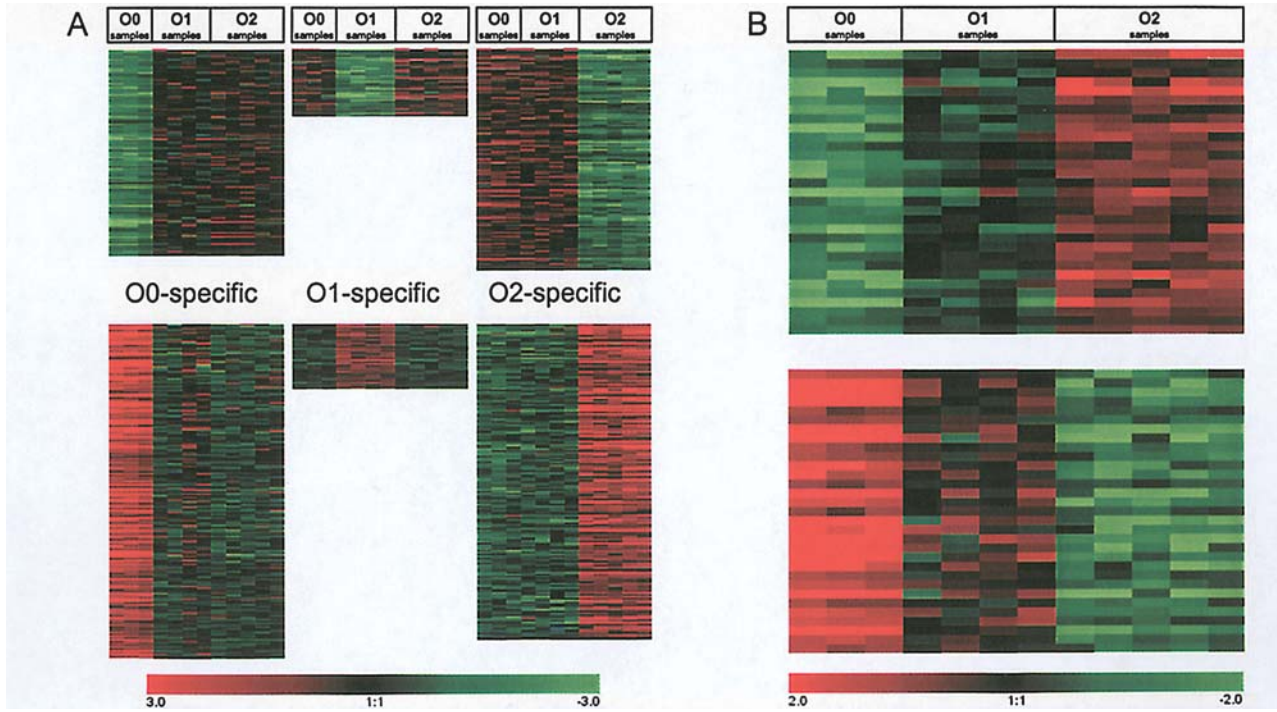 A
O0 O1 O2
samples samples samples
O0 O1 O2
samples samples samples
O0 O1 O2
samples samples samples
O0-specific O1-specific O2-specific
3.0 1:1 -3.0
B
O0 O1 O2
samples samples samples
2.0 1:1 -2.0